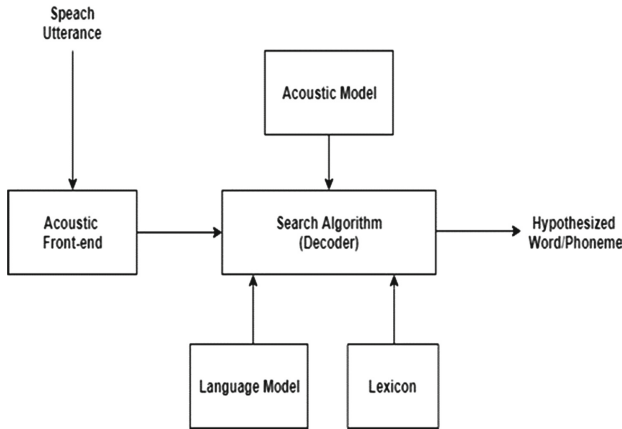 Speach
Utterance
Acoustic Model
Acoustic
Front-end
Search Algorithm
(Decoder)
Hypothesized
Word/Phoneme
Language Model
Lexicon